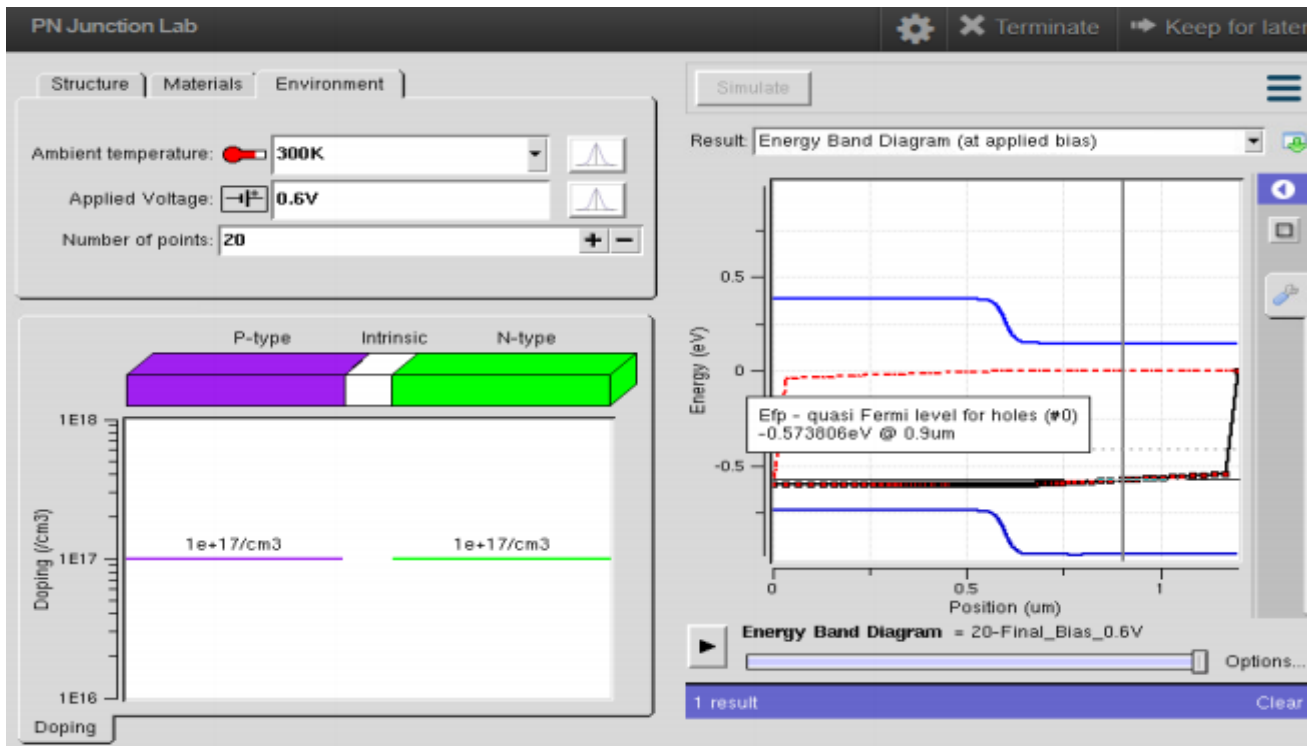 PN Junction Lab
Terminate
Keep for later
Structure
Materials
Environment
Ambient temperature:
300K
Applied Voltage:
0.6V
Number of points:
20
P-type
Intrinsic
N-type
1E18
1E17
1E16
Doping (/cm3)
1e+17/cm3
1e+17/cm3
Doping
Simulate
Result:
Energy Band Diagram (at applied bias)
Energy (eV)
0.5
0
-0.5
Efp - quasi Fermi level for holes (#0)
-0.573806eV @ 0.9um
0
0.5
1
Position (um)
Energy Band Diagram = 20-Final_Bias_0.6V
Options...
1 result
Clear